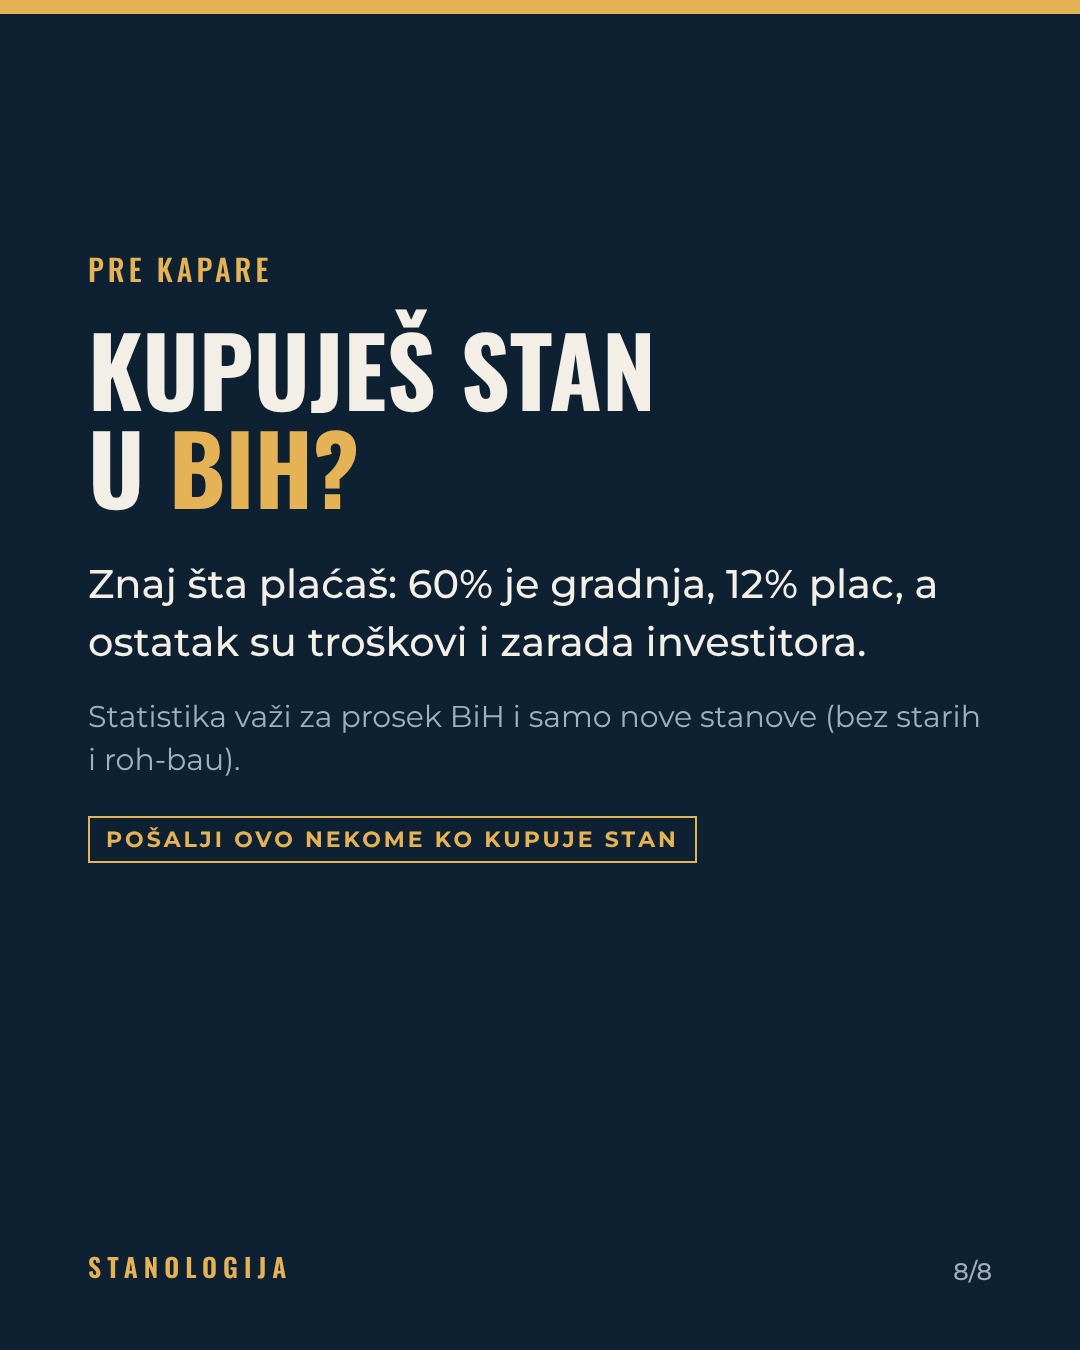 PRE KAPARE
KUPUJEŠ STAN
U BIH?
Znaj šta plaćaš: 60% je gradnja, 12% plac, a
ostatak su troškovi i zarada investitora.
Statistika važi za prosek BiH i samo nove stanove (bez starih
i roh-bau).
POŠALJI OVO NEKOME KO KUPUJE STAN
STANOLOGIJA
8/8